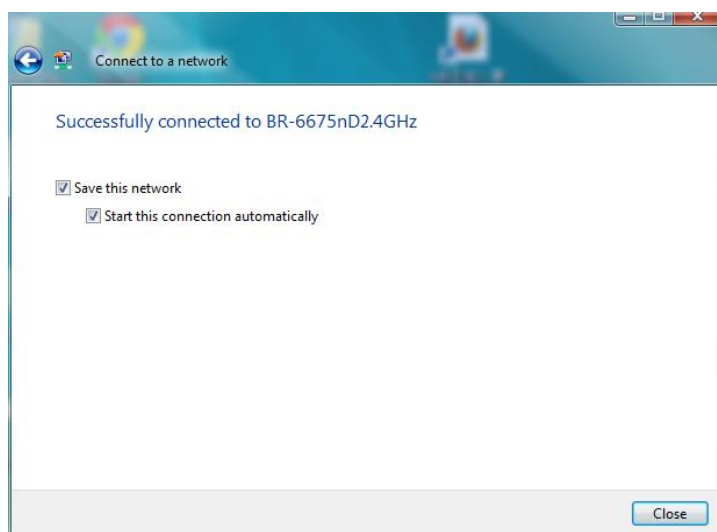 Connect to a network
Successfully connected to BR-6675nD2.4GHz
Save this network
Start this connection automatically
Close